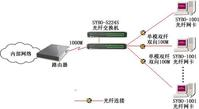 SYBO-S2245
光纤交换机
SYBO-1001
光纤网卡
单模双纤
双向100M
1000M
内部网络
路由器
SYBO-1001
光纤网卡
单模双纤
双向100M
SYBO-1001
光纤网卡
光纤连接